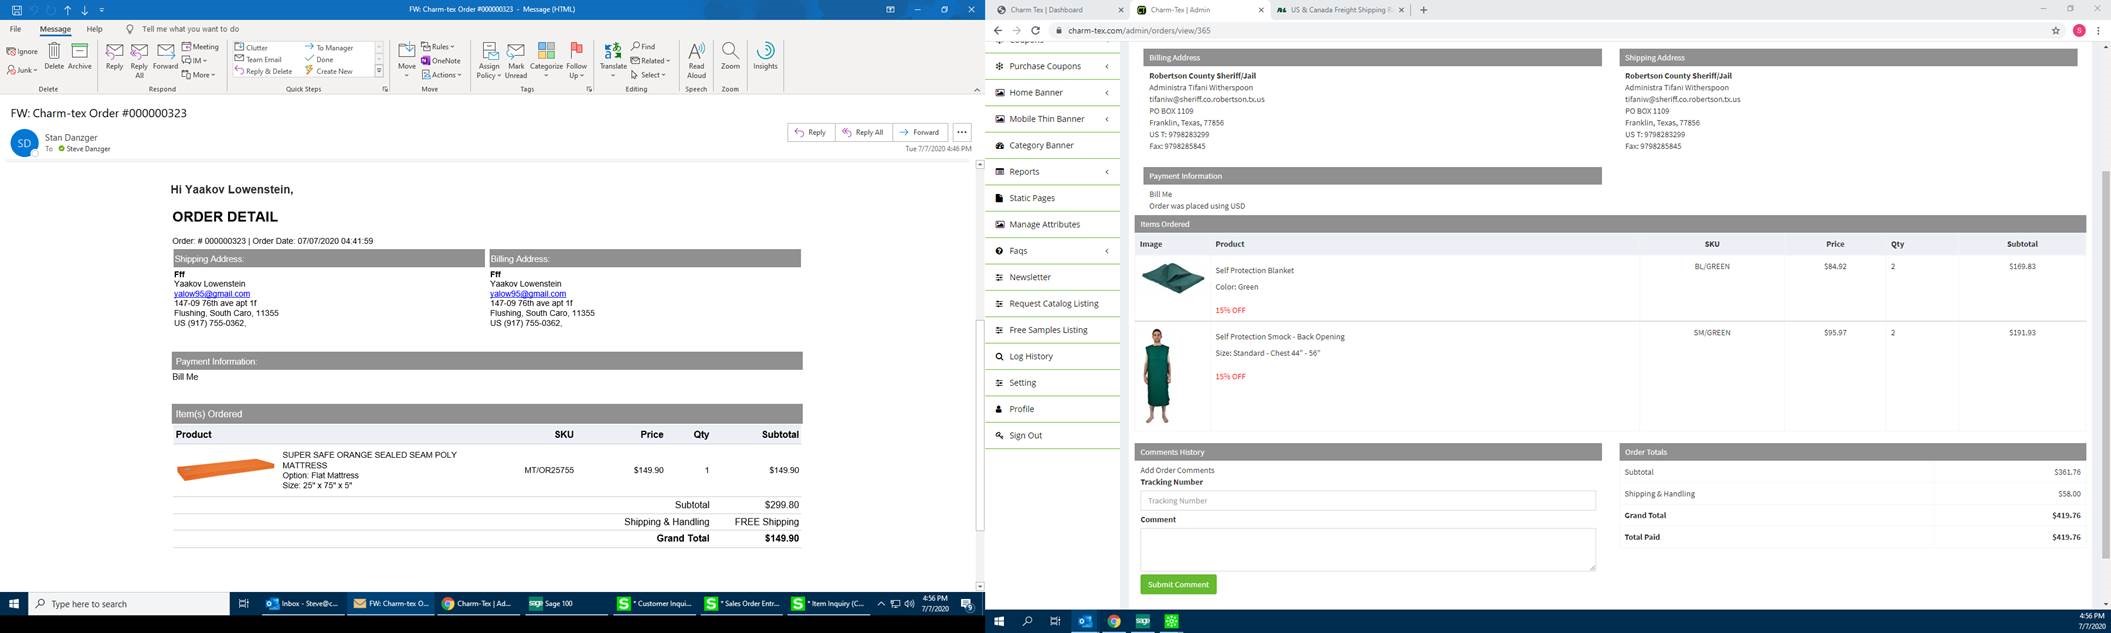 FW: Charm-tex Order #000000323 - Message (HTML)
File Message Help Tell me what you want to do
Ignore
Junk
Delete
Archive
Reply
Reply All
Forward
Meeting
IM
More
Clutter
Team Email
Reply & Delete
To Manager
Done
Create New
Move
Rules
OneNote
Actions
Assign Policy
Mark Unread
Categorize
Follow Up
Translate
Find
Related
Select
Read Aloud
Zoom
Insights
Delete Respond Quick Steps Move Tags Editing Speech Zoom
FW: Charm-tex Order #000000323
SD
Stan Danzger
To Steve Danzger
Reply Reply All Forward ...
Tue 7/7/2020 4:46 PM
Hi Yaakov Lowenstein,
ORDER DETAIL
Order: # 000000323 | Order Date: 07/07/2020 04:41:59
Shipping Address: Billing Address:
Fff Fff
Yaakov Lowenstein Yaakov Lowenstein
yalow95@gmail.com yalow95@gmail.com
147-09 76th ave apt 1f 147-09 76th ave apt 1f
Flushing, South Caro, 11355 Flushing, South Caro, 11355
US (917) 755-0362, US (917) 755-0362,
Payment Information:
Bill Me
Item(s) Ordered
Product SKU Price Qty Subtotal
SUPER SAFE ORANGE SEALED SEAM POLY
MATTRESS
Option: Flat Mattress
Size: 25" x 75" x 5"
MT/OR25755 $149.90 1 $149.90
Subtotal $299.80
Shipping & Handling FREE Shipping
Grand Total $149.90
Type here to search
Inbox - Steve@c...
FW: Charm-tex O...
Charm-Tex | Ad...
sage Sage 100
S * Customer Inqui...
S * Sales Order Entr...
S * Item Inquiry (C...
4:56 PM
7/7/2020
Charm Tex | Dashboard
Charm-Tex | Admin
US & Canada Freight Shipping R
charm-tex.com/admin/orders/view/365
S
Coupons
Purchase Coupons
Home Banner
Mobile Thin Banner
Category Banner
Reports
Static Pages
Manage Attributes
Faqs
Newsletter
Request Catalog Listing
Free Samples Listing
Log History
Setting
Profile
Sign Out
Billing Address Shipping Address
Robertson County Sheriff/Jail Robertson County Sheriff/Jail
Administra Tifani Witherspoon Administra Tifani Witherspoon
tifaniw@sheriff.co.robertson.tx.us tifaniw@sheriff.co.robertson.tx.us
PO BOX 1109 PO BOX 1109
Franklin, Texas, 77856 Franklin, Texas, 77856
US T: 9798283299 US T: 9798283299
Fax: 9798285845 Fax: 9798285845
Payment Information
Bill Me
Order was placed using USD
Items Ordered
Image Product SKU Price Qty Subtotal
Self Protection Blanket BL/GREEN $84.92 2 $169.83
Color: Green
15% OFF
Self Protection Smock - Back Opening SM/GREEN $95.97 2 $191.93
Size: Standard - Chest 44" - 56"
15% OFF
Comments History
Add Order Comments
Tracking Number
Tracking Number
Comment
Submit Comment
Order Totals
Subtotal $361.76
Shipping & Handling $58.00
Grand Total $419.76
Total Paid $419.76
sage
4:56 PM
7/7/2020